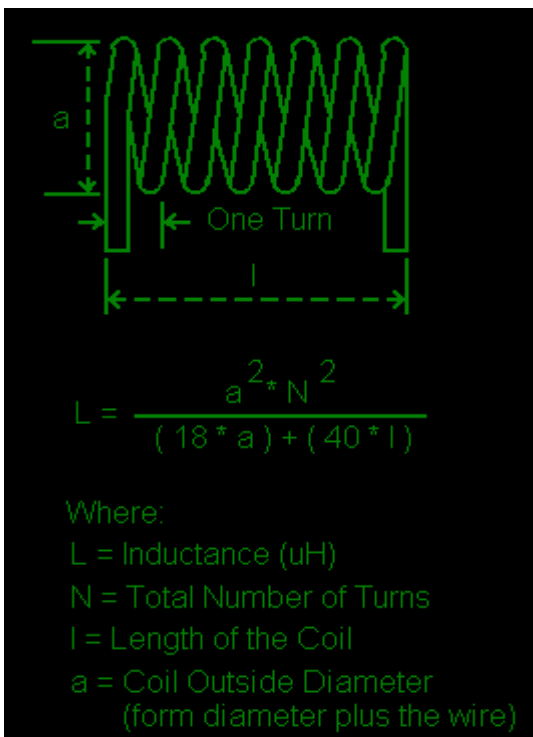 a
One Turn
l
L = a2* N 2
( 18 * a ) + ( 40 * l )
Where:
L = Inductance (uH)
N = Total Number of Turns
l = Length of the Coil
a = Coil Outside Diameter
(form diameter plus the wire)